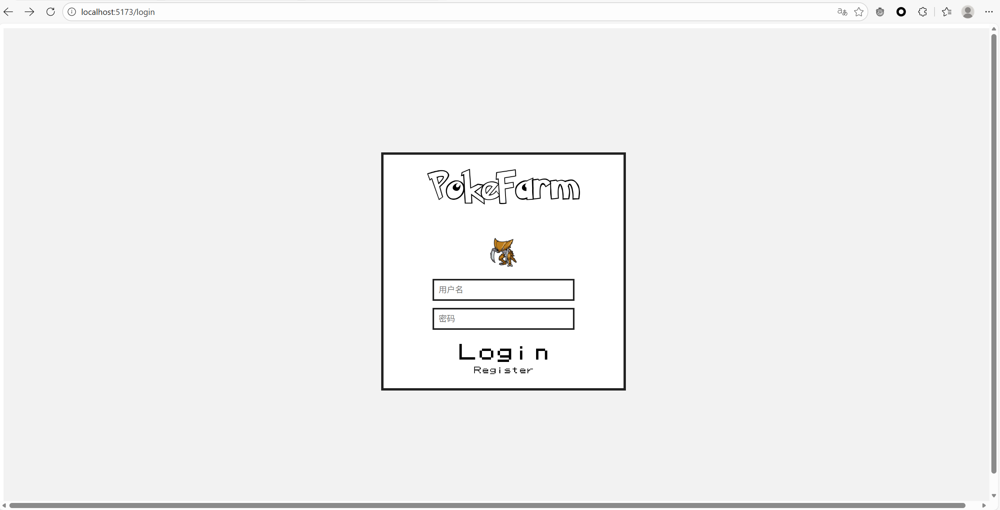 localhost:5173/login
PokeFarm
用户名
密码
Login
Register